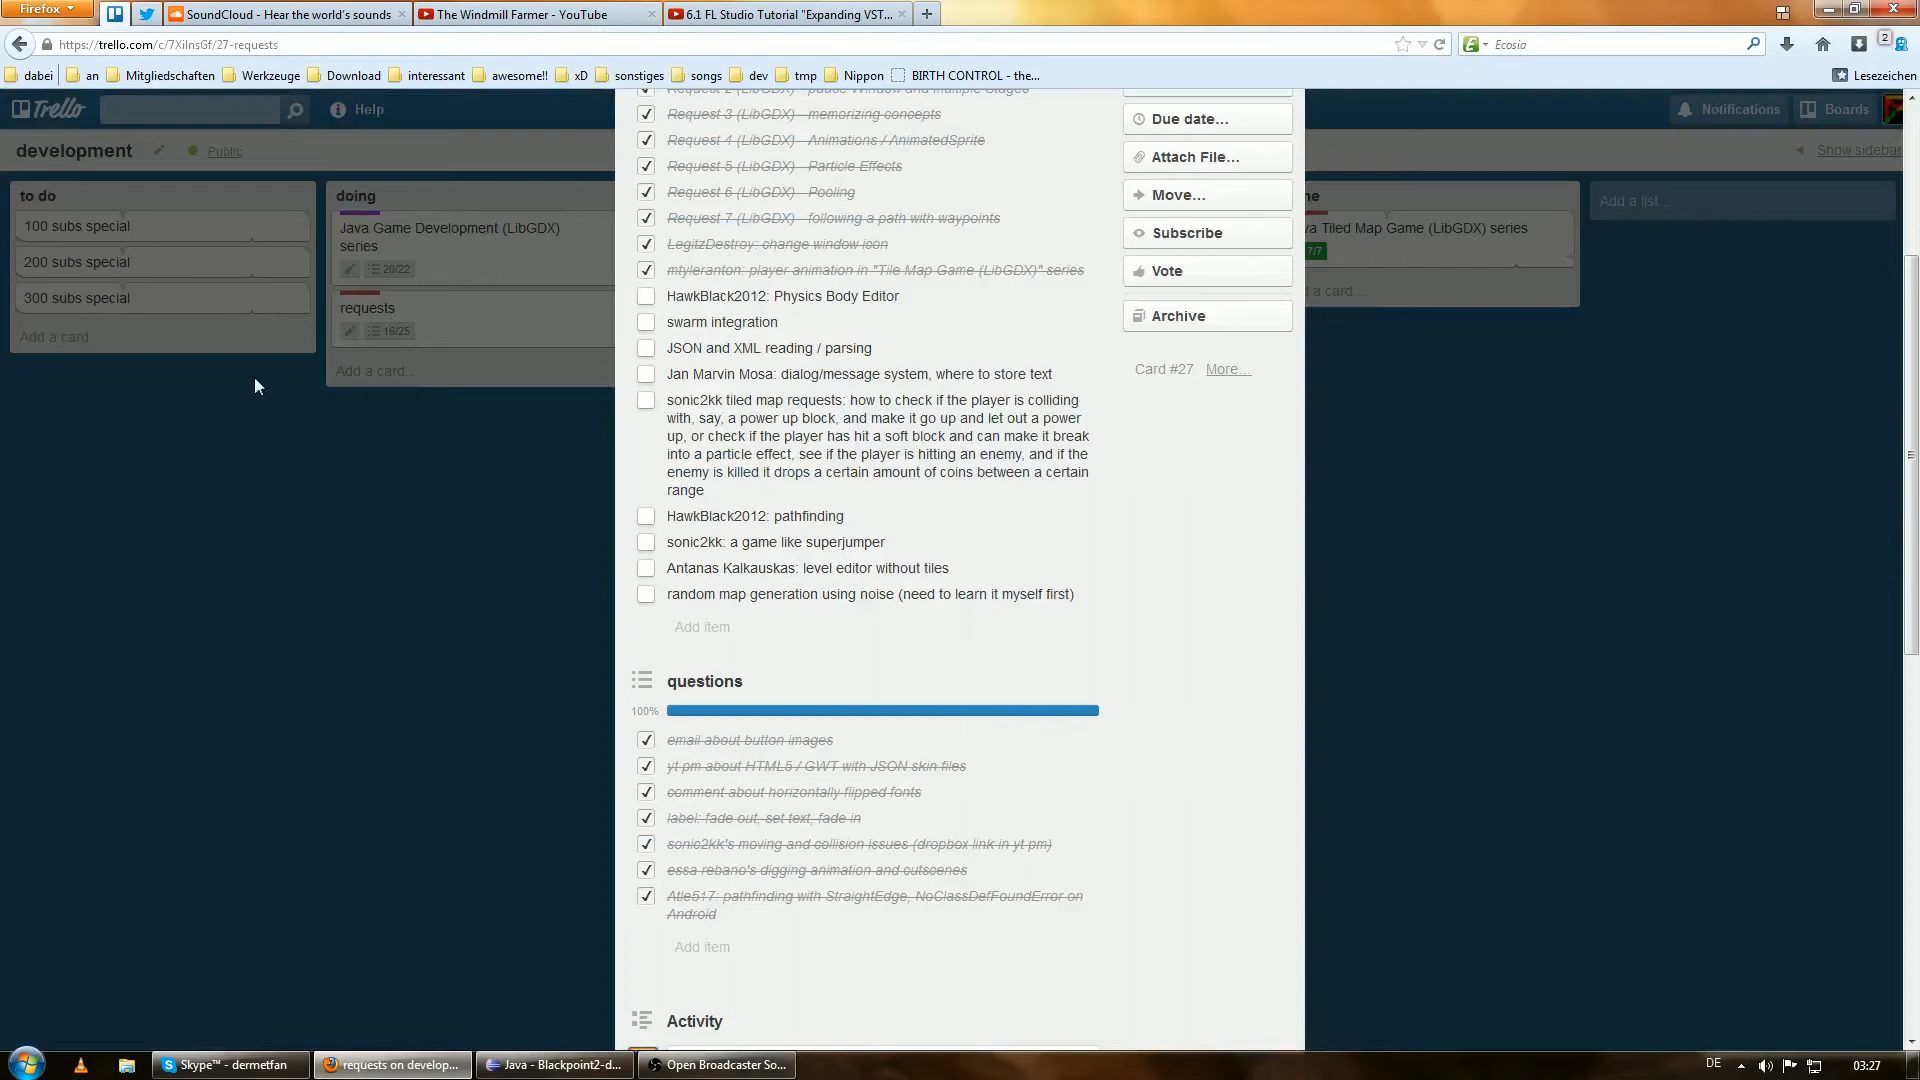 Firefox
SoundCloud - Hear the world's sounds
The Windmill Farmer - YouTube
6.1 FL Studio Tutorial "Expanding VST...
https://trello.com/c/7XiInsGf/27-requests
Ecosia
2
dabei
an
Mitgliedschaften
Werkzeuge
Download
interessant
awesome!!
xD
sonstiges
songs
dev
tmp
Nippon
BIRTH CONTROL - the...
Lesezeichen
Trello
Help
Notifications
Boards
development
Public
Show sidebar
to do
100 subs special
200 subs special
300 subs special
Add a card...
doing
Java Game Development (LibGDX)
series
20/22
requests
16/25
Add a card...
Request 2 (LibGDX) - pause Window and multiple Stages
Request 3 (LibGDX) - memorizing concepts
Request 4 (LibGDX) - Animations / AnimatedSprite
Request 5 (LibGDX) - Particle Effects
Request 6 (LibGDX) - Pooling
Request 7 (LibGDX) - following a path with waypoints
LegitzDestroy: change window icon
mtyleranton: player animation in "Tile Map Game (LibGDX)" series
HawkBlack2012: Physics Body Editor
swarm integration
JSON and XML reading / parsing
Jan Marvin Mosa: dialog/message system, where to store text
sonic2kk tiled map requests: how to check if the player is colliding
with, say, a power up block, and make it go up and let out a power
up, or check if the player has hit a soft block and can make it break
into a particle effect, see if the player is hitting an enemy, and if the
enemy is killed it drops a certain amount of coins between a certain
range
HawkBlack2012: pathfinding
sonic2kk: a game like superjumper
Antanas Kalkauskas: level editor without tiles
random map generation using noise (need to learn it myself first)
Add item
questions
100%
email about button images
yt pm about HTML5 / GWT with JSON skin files
comment about horizontally flipped fonts
label: fade out, set text, fade in
sonic2kk's moving and collision issues (dropbox link in yt pm)
essa rebano's digging animation and cutscenes
Atle517: pathfinding with StraightEdge, NoClassDefFoundError on
Android
Add item
Activity
Due date...
Attach File...
Move...
Subscribe
Vote
Archive
Card #27 More...
ne
va Tiled Map Game (LibGDX) series
7/7
d a card...
Add a list...
Skype™ - dermetfan
requests on develop...
Java - Blackpoint2-d...
Open Broadcaster So...
DE
03:27